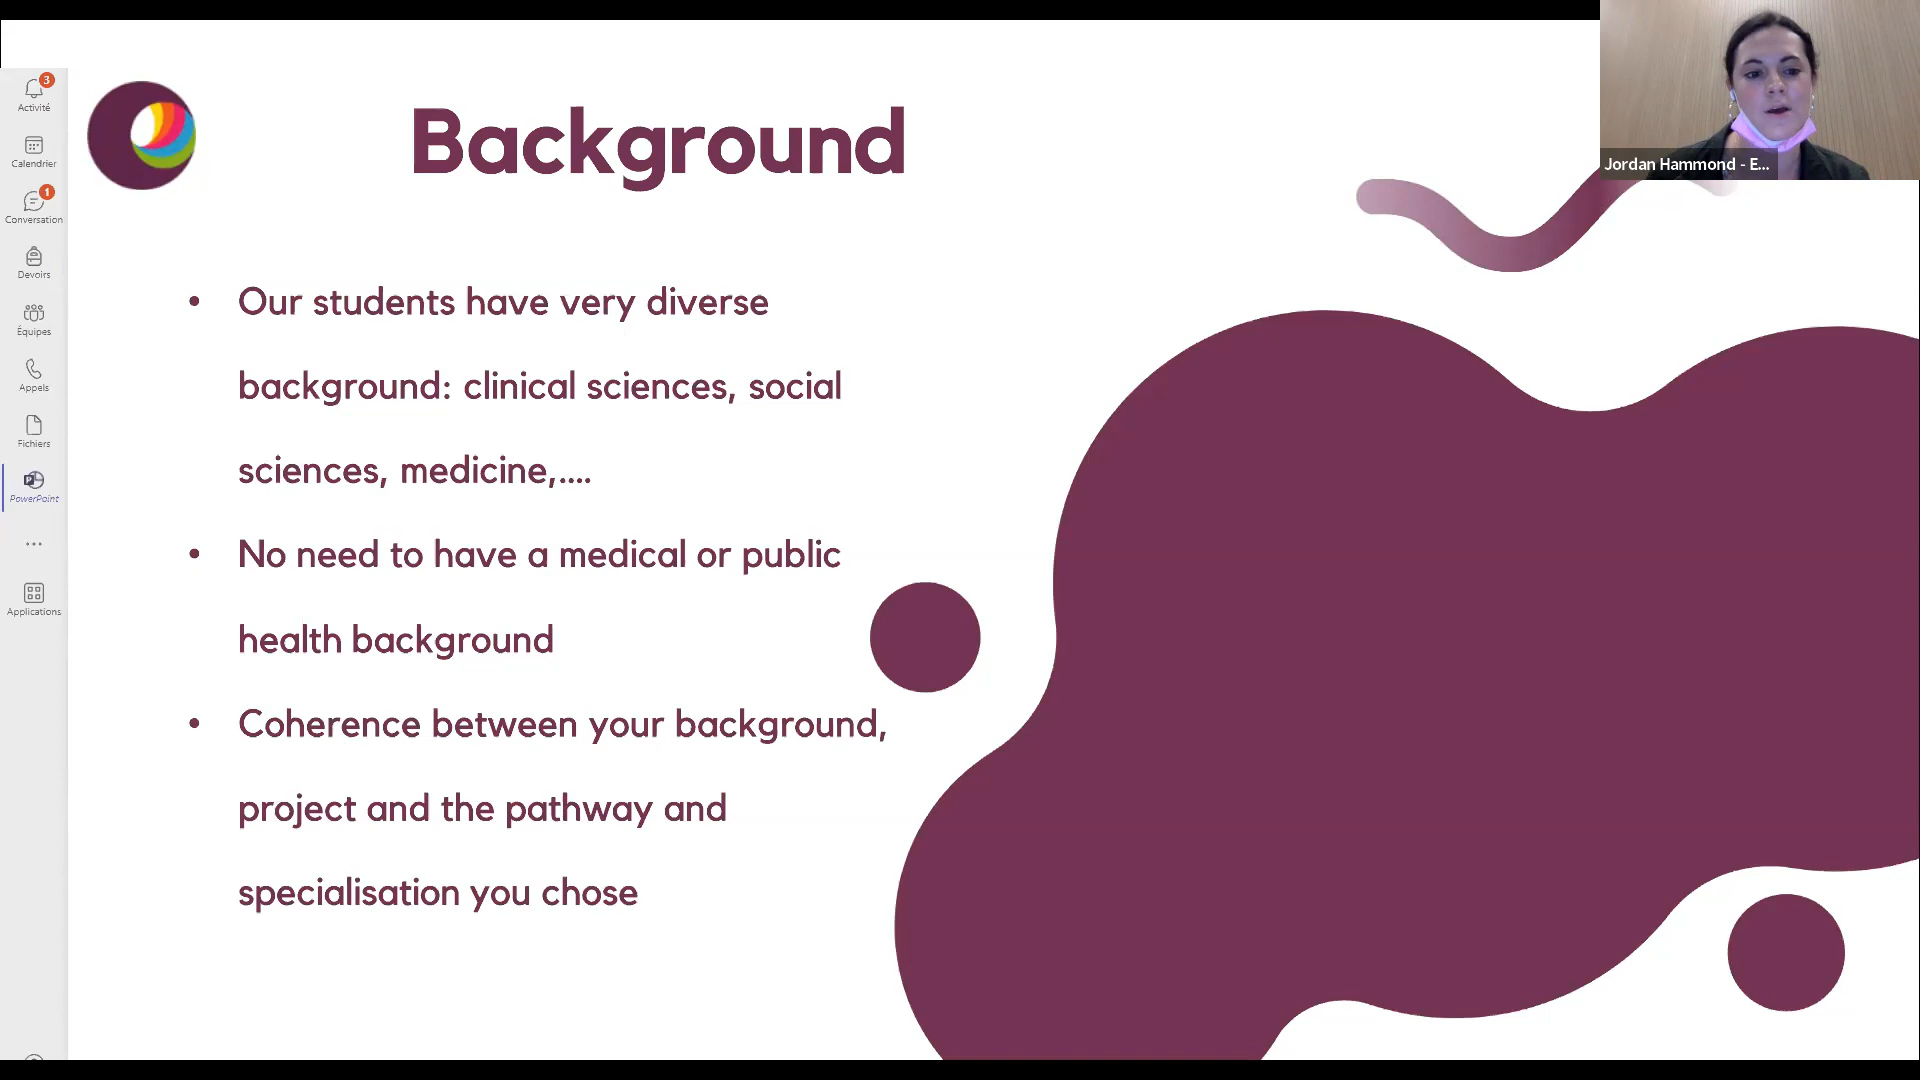 3
Activité
Calendrier
1
Conversation
Devoirs
Équipes
Appels
Fichiers
PowerPoint
Applications
Background
• Our students have very diverse
background: clinical sciences, social
sciences, medicine,....
• No need to have a medical or public
health background
• Coherence between your background,
project and the pathway and
specialisation you chose
Jordan Hammond - E...